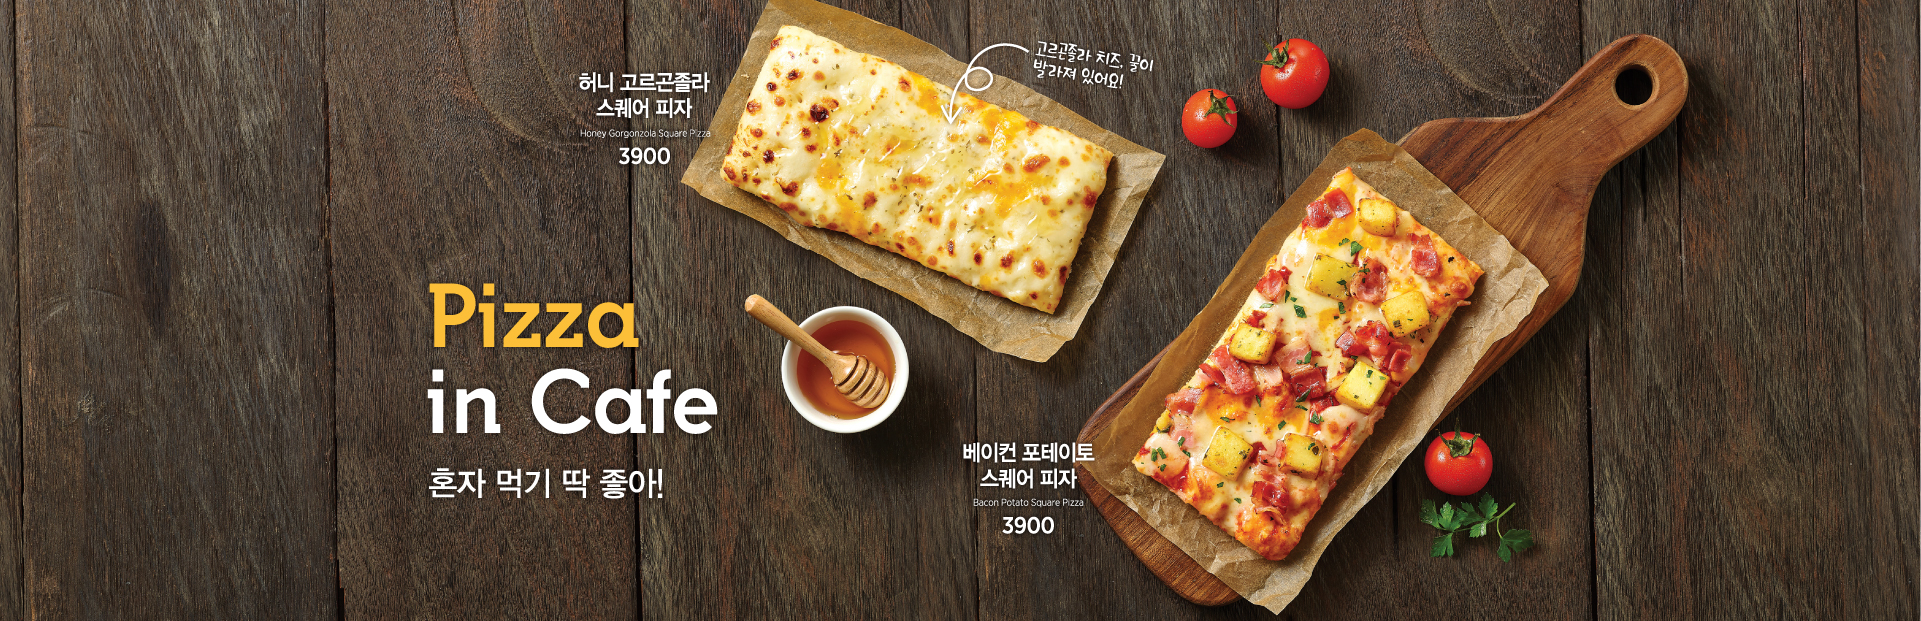 허니 고르곤졸라
스퀘어 피자
Honey Gorgonzola Square Pizza
3900
고르곤졸라 치즈, 꿀이
발라져 있어요!
Pizza
in Cafe
혼자 먹기 딱 좋아!
베이컨 포테이토
스퀘어 피자
Bacon Potato Square Pizza
3900